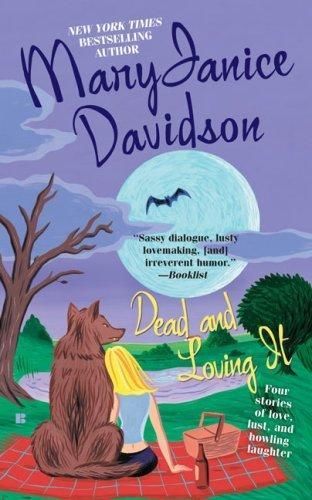 NEW YORK TIMES
BESTSELLING
AUTHOR
MaryJanice
Davidson
"Sassy dialogue, lusty
lovemaking, [and]
irreverent humor."
—Booklist
Dead and
Loving It
Four
stories
of love,
lust, and
howling
laughter
B